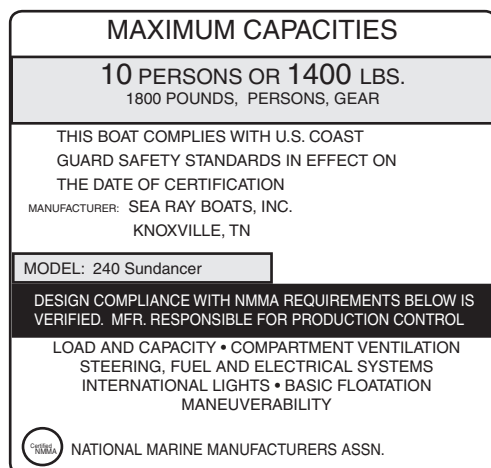 MAXIMUM CAPACITIES
10 PERSONS OR 1400 LBS.
1800 POUNDS, PERSONS, GEAR
THIS BOAT COMPLIES WITH U.S. COAST
GUARD SAFETY STANDARDS IN EFFECT ON
THE DATE OF CERTIFICATION
MANUFACTURER: SEA RAY BOATS, INC.
KNOXVILLE, TN
MODEL: 240 Sundancer
DESIGN COMPLIANCE WITH NMMA REQUIREMENTS BELOW IS
VERIFIED. MFR. RESPONSIBLE FOR PRODUCTION CONTROL
LOAD AND CAPACITY • COMPARTMENT VENTILATION
STEERING, FUEL AND ELECTRICAL SYSTEMS
INTERNATIONAL LIGHTS • BASIC FLOATATION
MANEUVERABILITY
Certified
NMMA
NATIONAL MARINE MANUFACTURERS ASSN.